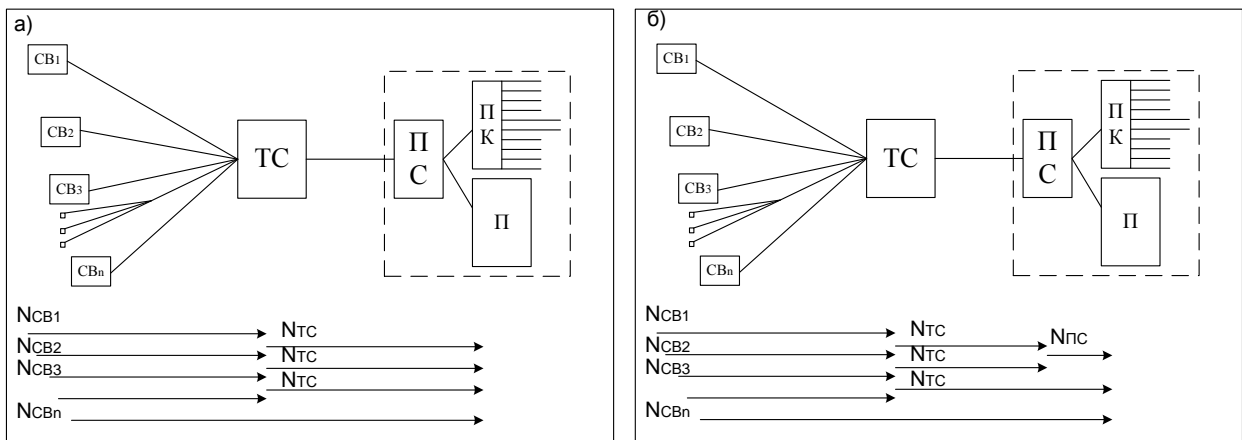 а)
СВ1
СВ2
СВ3
СВn
ТС
П
С
П
К
П
NСВ1
NТС
NСВ2
NТС
NСВ3
NТС
NСВn
б)
СВ1
СВ2
СВ3
СВn
ТС
П
С
П
К
П
NСВ1
NТС
NПС
NСВ2
NТС
NСВ3
NТС
NСВn